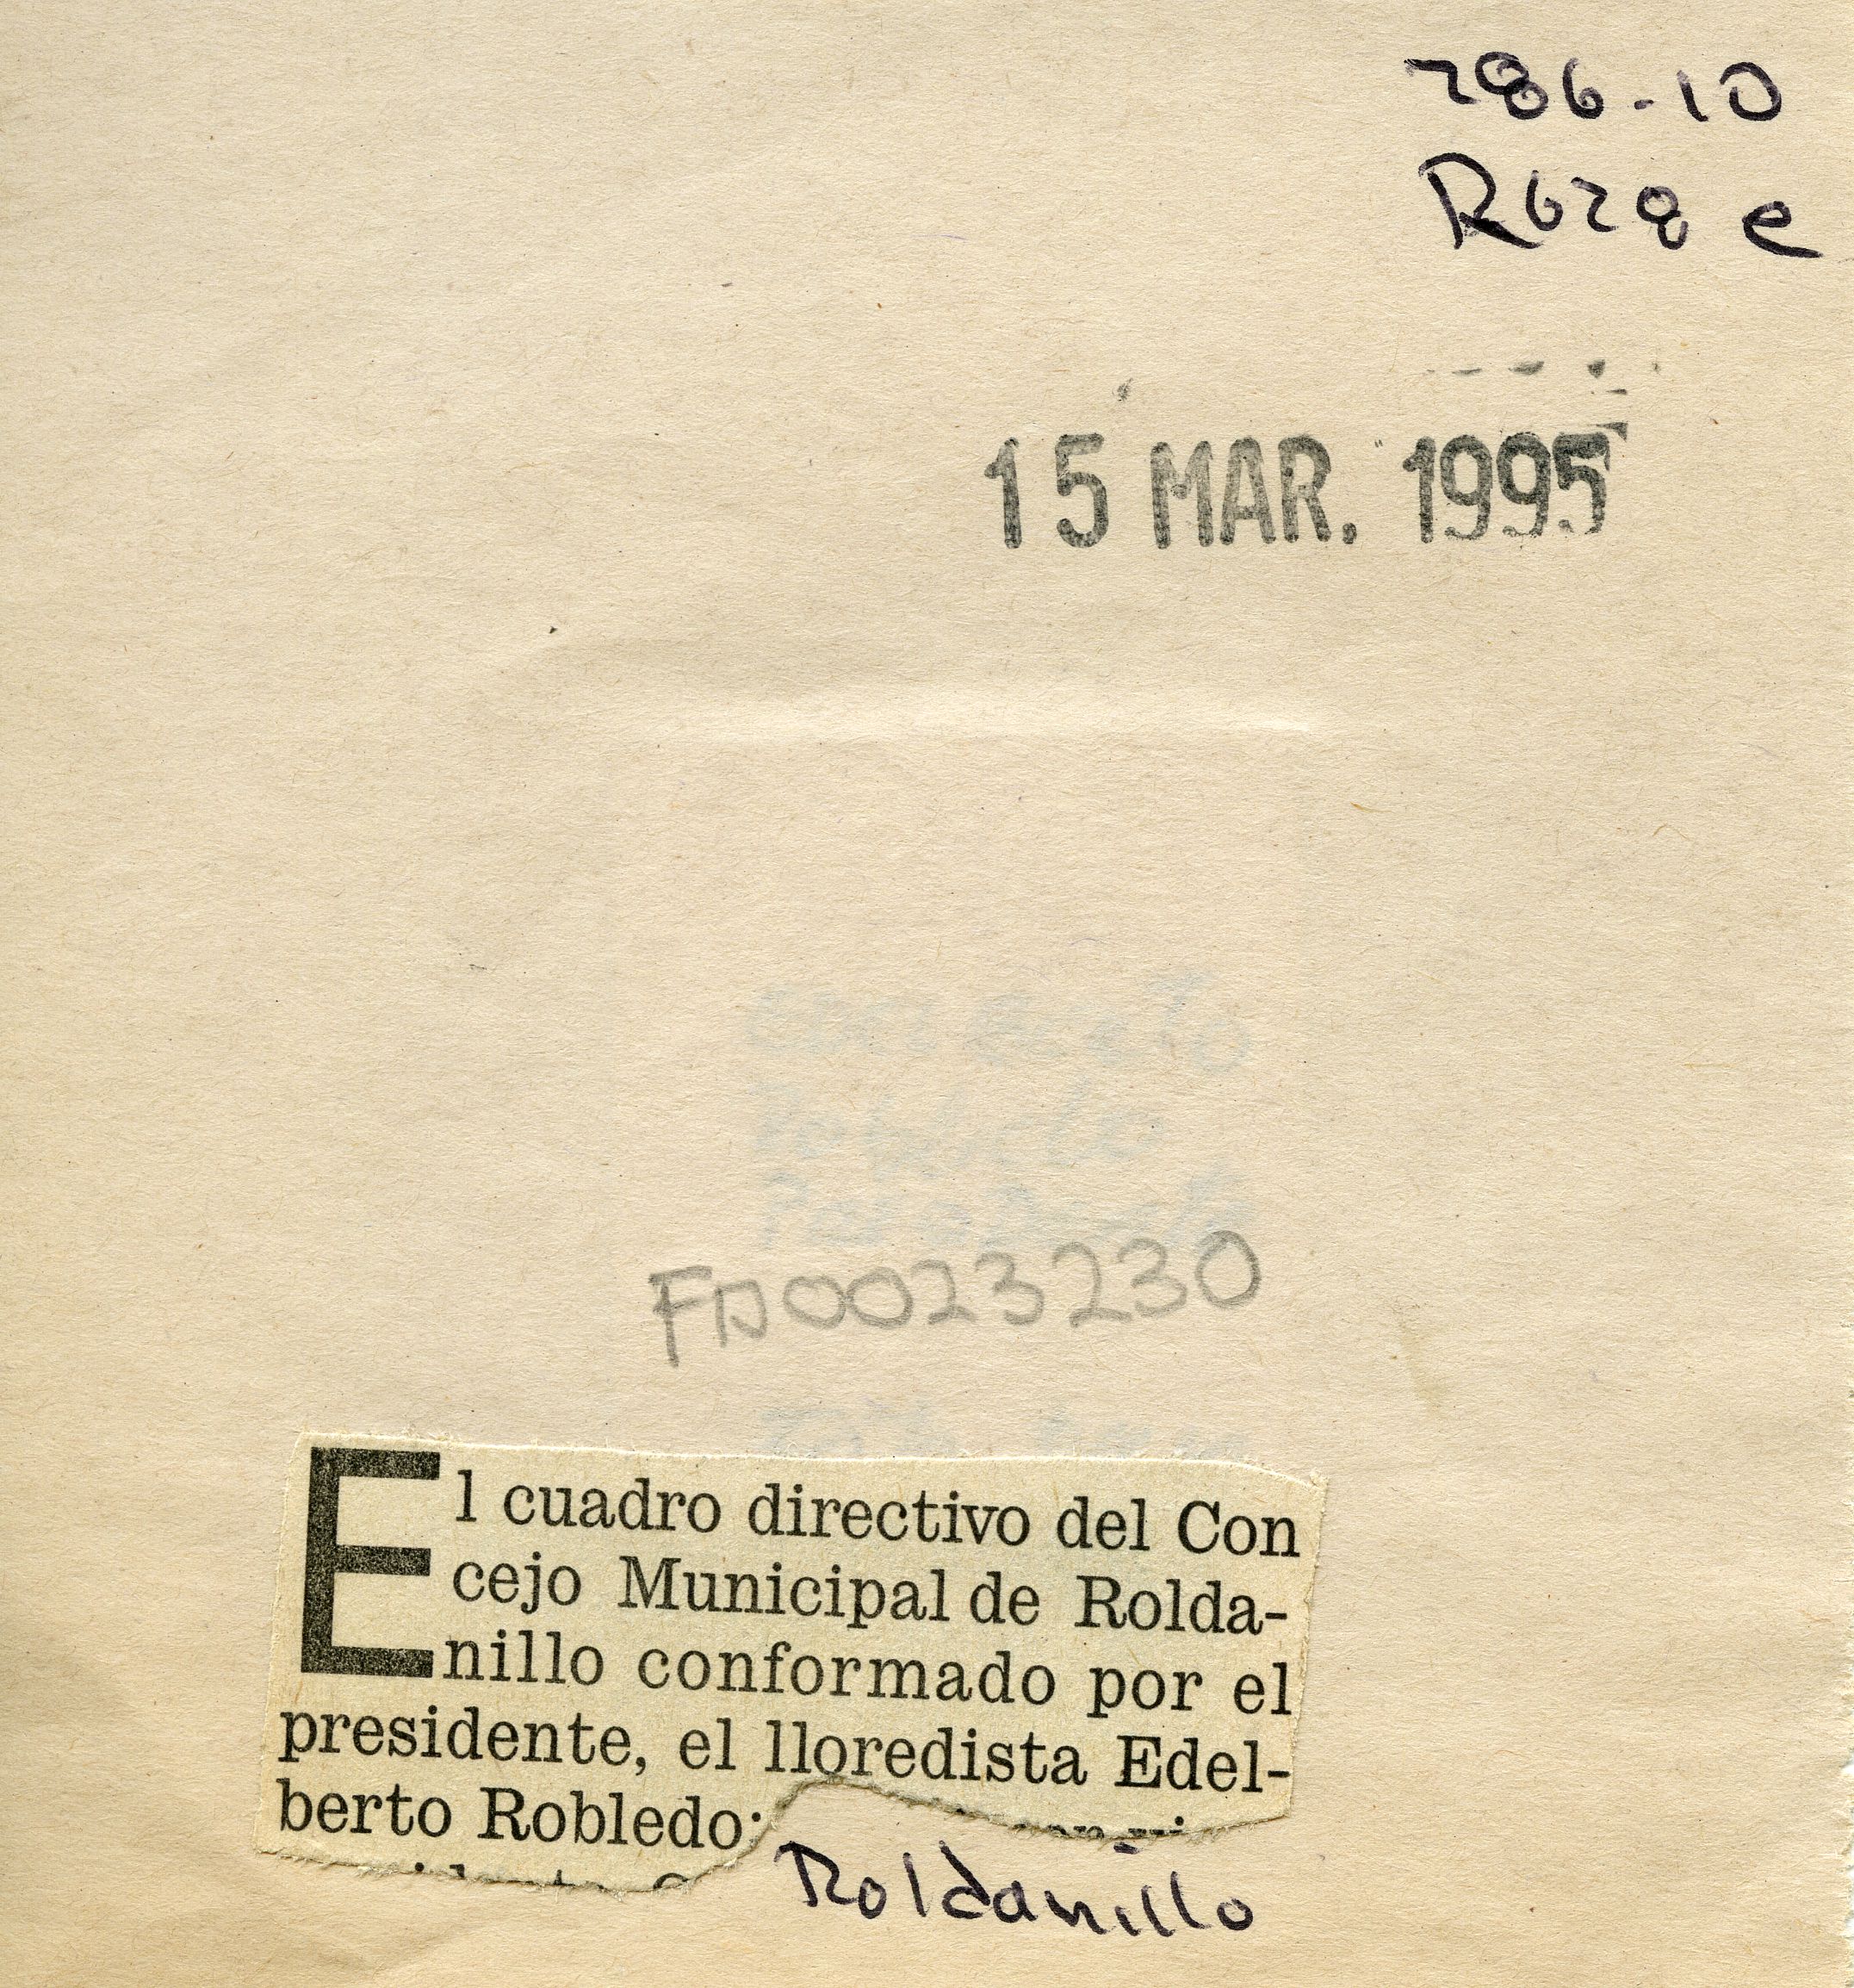 786-10
R628 e
15 MAR. 1995
FD0023230
El cuadro directivo del Con
cejo Municipal de Rolda-
nillo conformado por el
presidente, el lloredista Edel-
berto Robledo;
Roldanillo